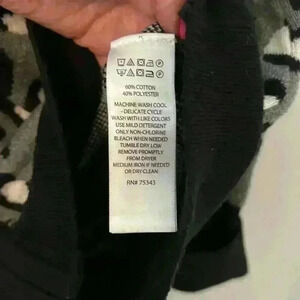 60% COTTON
40% POLYESTER
MACHINE WASH COOL
- DELICATE CYCLE
WASH WITH LIKE COLORS
USE MILD DETERGENT
ONLY NON-CHLORINE
BLEACH WHEN NEEDED
TUMBLE DRY LOW
REMOVE PROMPTLY
FROM DRYER
MEDIUM IRON IF NEEDED
OR DRY CLEAN
RN# 75343